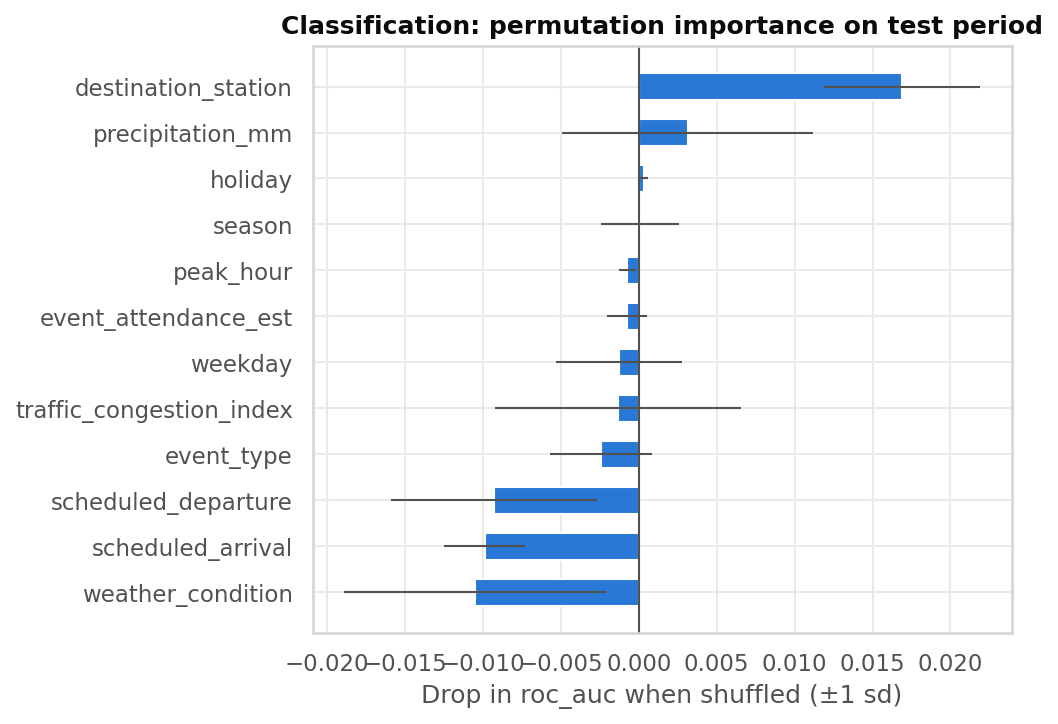 Classification: permutation importance on test period
destination_station
precipitation_mm
holiday
season
peak_hour
event_attendance_est
weekday
traffic_congestion_index
event_type
scheduled_departure
scheduled_arrival
weather_condition
−0.020 −0.015 −0.010 −0.005 0.000 0.005 0.010 0.015 0.020
Drop in roc_auc when shuffled (±1 sd)